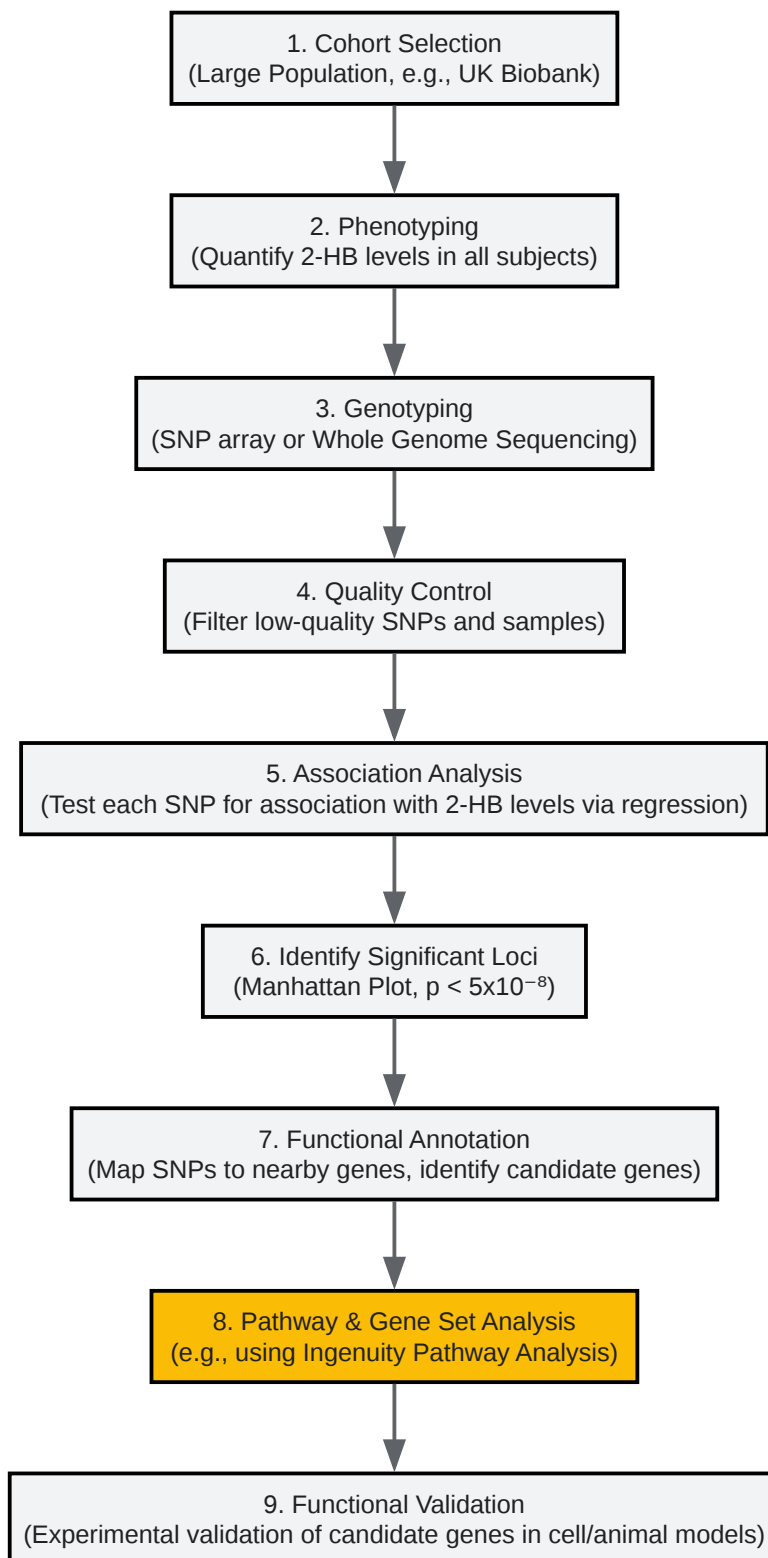 1. Cohort Selection
(Large Population, e.g., UK Biobank)
2. Phenotyping
(Quantify 2-HB levels in all subjects)
3. Genotyping
(SNP array or Whole Genome Sequencing)
4. Quality Control
(Filter low-quality SNPs and samples)
5. Association Analysis
(Test each SNP for association with 2-HB levels via regression)
6. Identify Significant Loci
(Manhattan Plot, p < 5x10⁻⁸)
7. Functional Annotation
(Map SNPs to nearby genes, identify candidate genes)
8. Pathway & Gene Set Analysis
(e.g., using Ingenuity Pathway Analysis)
9. Functional Validation
(Experimental validation of candidate genes in cell/animal models)